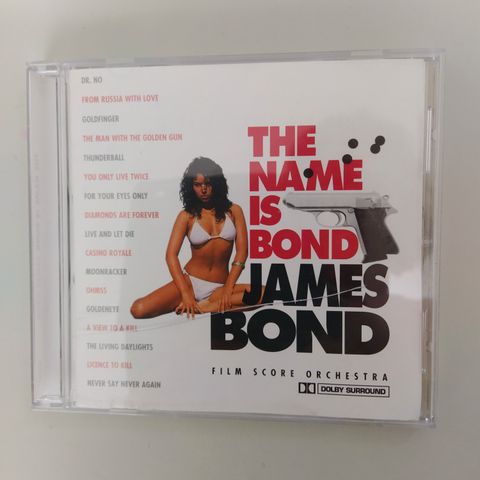 DR. NO
FROM RUSSIA WITH LOVE
GOLDFINGER
THE MAN WITH THE GOLDEN GUN
THUNDERBALL
YOU ONLY LIVE TWICE
FOR YOUR EYES ONLY
DIAMONDS ARE FOREVER
LIVE AND LET DIE
CASINO ROYALE
MOONRACKER
OHMSS
GOLDENEYE
A VIEW TO A KILL
THE LIVING DAYLIGHTS
LICENCE TO KILL
NEVER SAY NEVER AGAIN
THE
NAME
IS
BOND
JAMES
BOND
FILM SCORE ORCHESTRA
DOLBY SURROUND